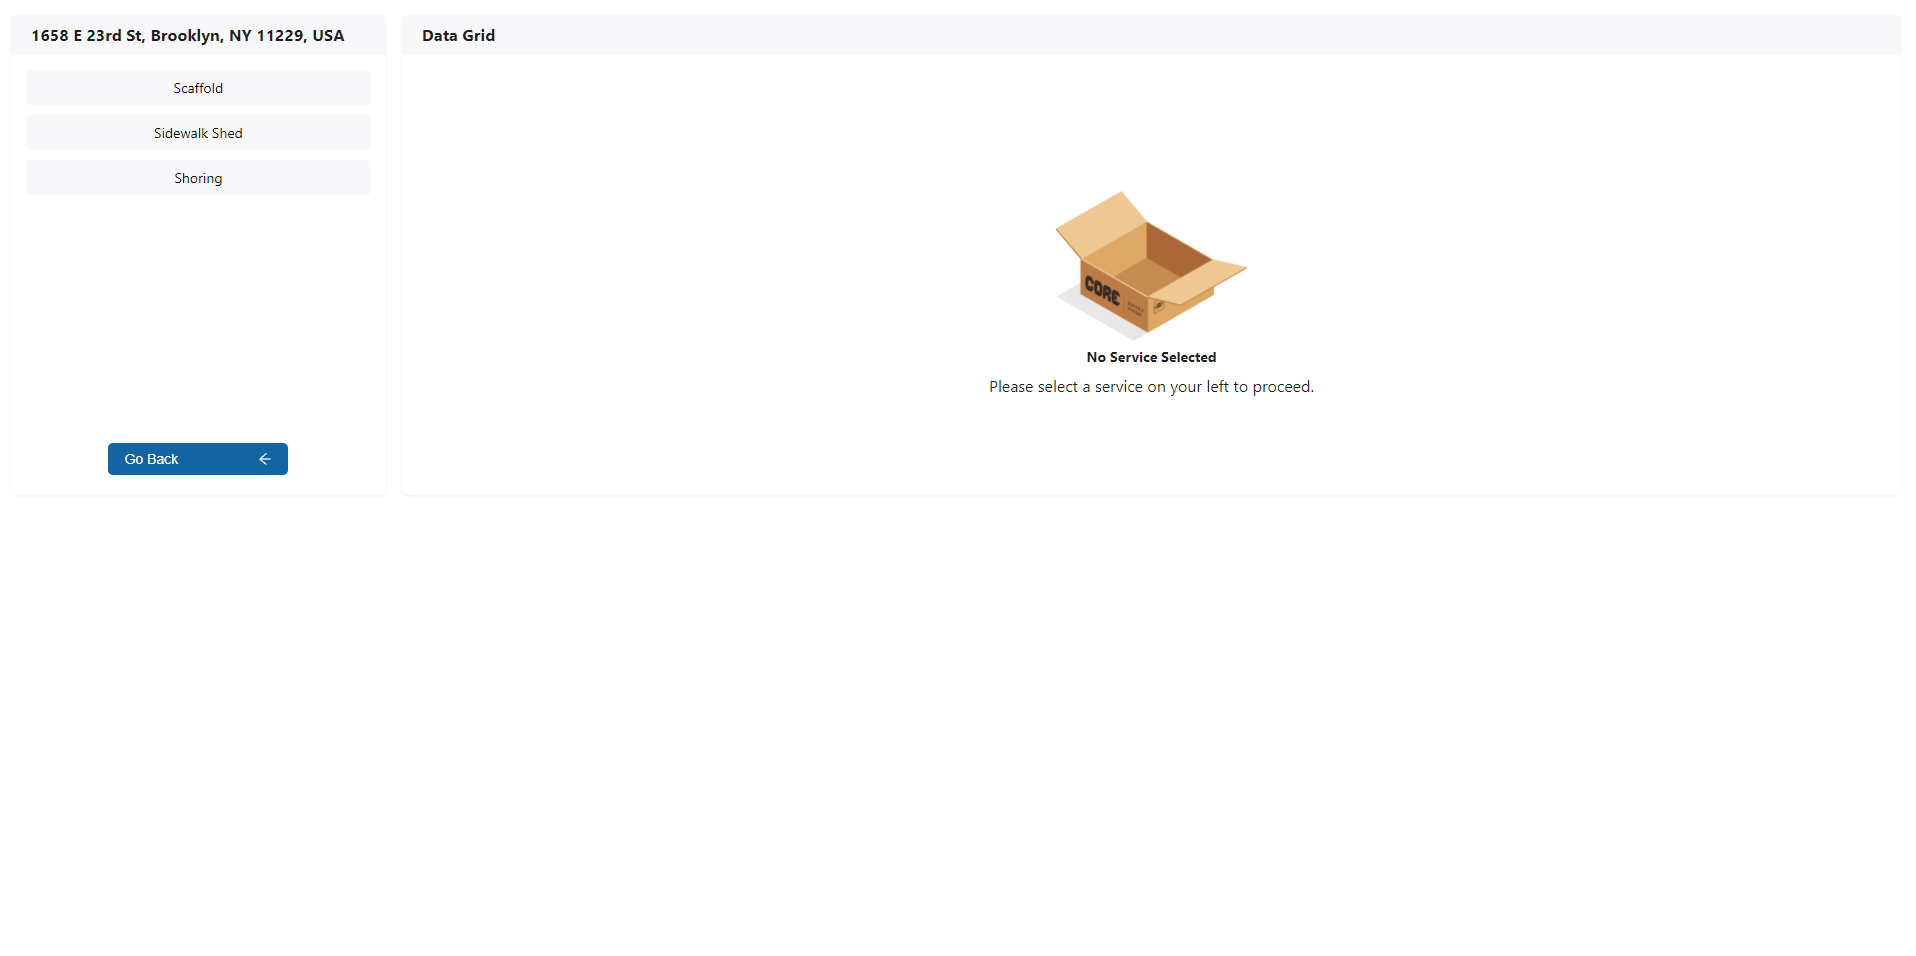 1658 E 23rd St, Brooklyn, NY 11229, USA
Scaffold
Sidewalk Shed
Shoring
Go Back
Data Grid
CORE
No Service Selected
Please select a service on your left to proceed.